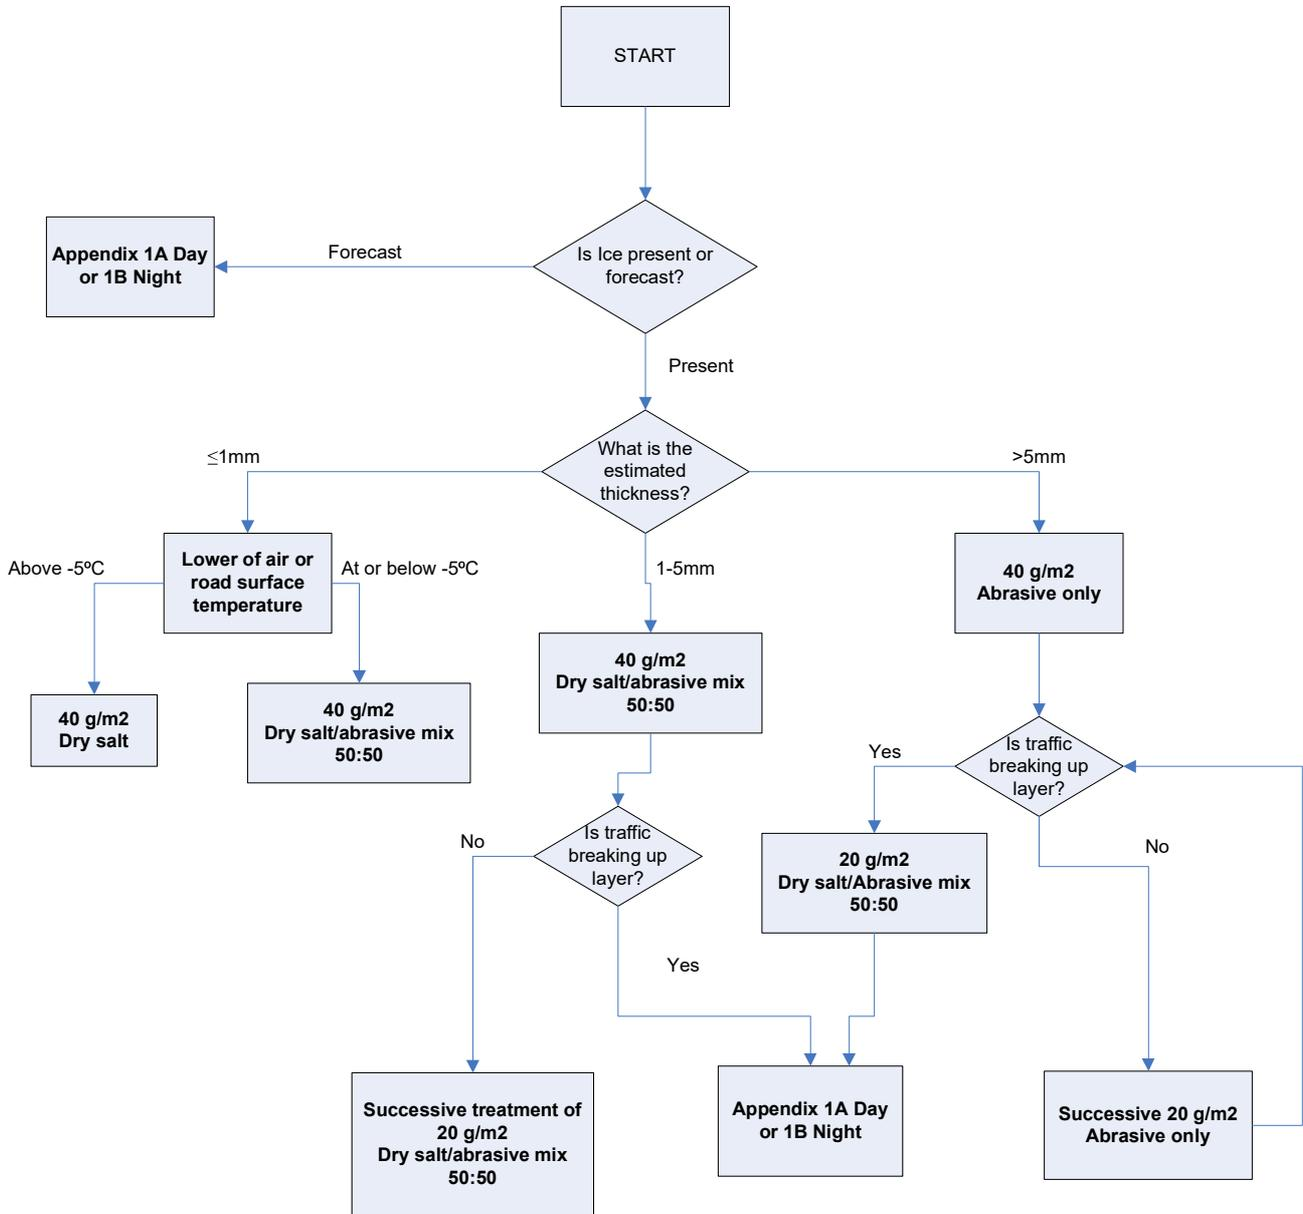 START
Is Ice present or
forecast?
Forecast
Appendix 1A Day
or 1B Night
Present
What is the
estimated
thickness?
≤1mm
>5mm
Lower of air or
road surface
temperature
Above -5ºC
At or below -5ºC
1-5mm
40 g/m2
Abrasive only
40 g/m2
Dry salt
40 g/m2
Dry salt/abrasive mix
50:50
40 g/m2
Dry salt/abrasive mix
50:50
Is traffic
breaking up
layer?
Yes
No
Is traffic
breaking up
layer?
No
20 g/m2
Dry salt/Abrasive mix
50:50
Yes
Successive treatment of
20 g/m2
Dry salt/abrasive mix
50:50
Appendix 1A Day
or 1B Night
Successive 20 g/m2
Abrasive only